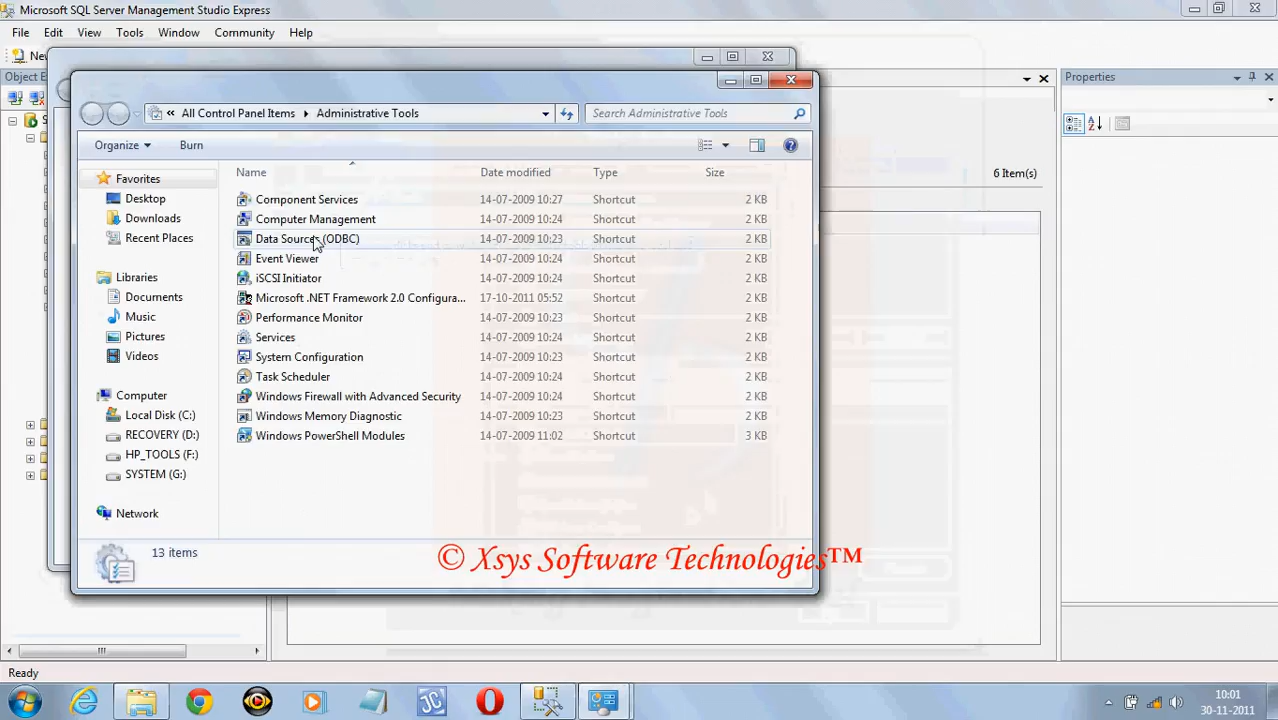 Microsoft SQL Server Management Studio Express
File Edit View Tools Window Community Help
Ne
Object E
Properties
All Control Panel Items Administrative Tools
Search Administrative Tools
Organize Burn
6 Item(s)
Name Date modified Type Size
Favorites
Desktop
Downloads
Recent Places
Libraries
Documents
Music
Pictures
Videos
Computer
Local Disk (C:)
RECOVERY (D:)
HP_TOOLS (F:)
SYSTEM (G:)
Network
Component Services 14-07-2009 10:27 Shortcut 2 KB
Computer Management 14-07-2009 10:24 Shortcut 2 KB
Data Sources (ODBC) 14-07-2009 10:23 Shortcut 2 KB
Event Viewer 14-07-2009 10:24 Shortcut 2 KB
iSCSI Initiator 14-07-2009 10:24 Shortcut 2 KB
Microsoft .NET Framework 2.0 Configura... 17-10-2011 05:52 Shortcut 2 KB
Performance Monitor 14-07-2009 10:23 Shortcut 2 KB
Services 14-07-2009 10:24 Shortcut 2 KB
System Configuration 14-07-2009 10:23 Shortcut 2 KB
Task Scheduler 14-07-2009 10:24 Shortcut 2 KB
Windows Firewall with Advanced Security 14-07-2009 10:24 Shortcut 2 KB
Windows Memory Diagnostic 14-07-2009 10:23 Shortcut 2 KB
Windows PowerShell Modules 14-07-2009 11:02 Shortcut 3 KB
13 items
© Xsys Software Technologies™
Ready
10:01
30-11-2011